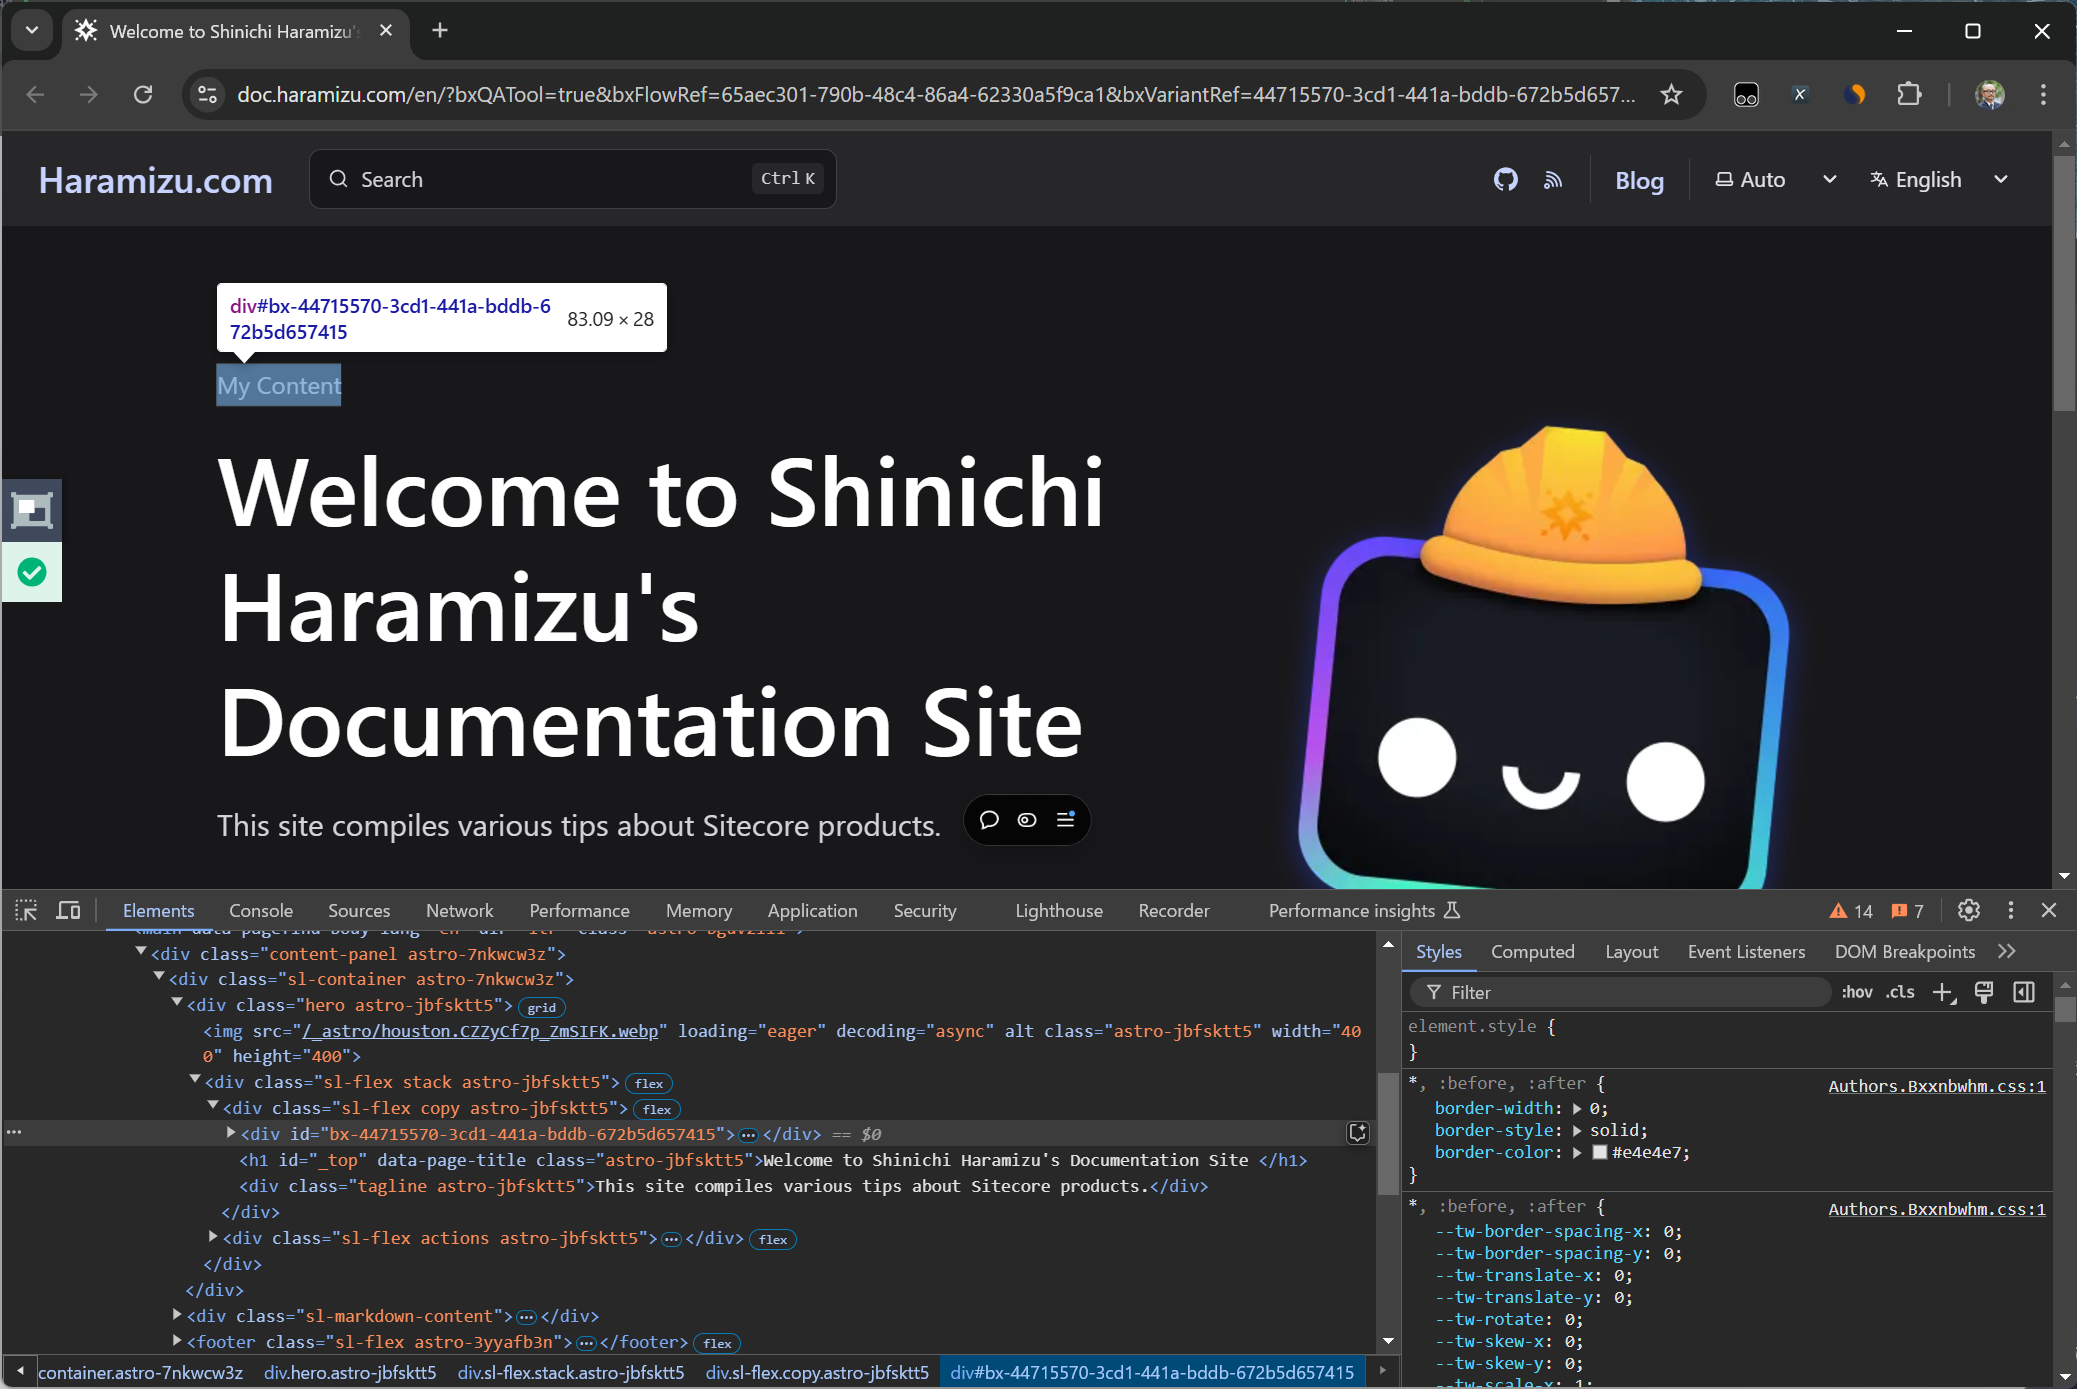 Welcome to Shinichi Haramizu's
doc.haramizu.com/en/?bxQATool=true&bxFlowRef=65aec301-790b-48c4-86a4-62330a5f9ca1&bxVariantRef=44715570-3cd1-441a-bddb-672b5d657...
Haramizu.com
Search
Ctrl K
Blog
Auto
English
div#bx-44715570-3cd1-441a-bddb-6
72b5d657415
83.09 × 28
My Content
Welcome to Shinichi
Haramizu's
Documentation Site
This site compiles various tips about Sitecore products.
Elements Console Sources Network Performance Memory Application Security Lighthouse Recorder Performance insights
14 7
<div class="content-panel astro-7nkwcw3z">
<div class="sl-container astro-7nkwcw3z">
<div class="hero astro-jbfsktt5"> grid
<img src="/_astro/houston.CZZyCf7p_ZmSIFK.webp" loading="eager" decoding="async" alt class="astro-jbfsktt5" width="40
0" height="400">
<div class="sl-flex stack astro-jbfsktt5"> flex
<div class="sl-flex copy astro-jbfsktt5"> flex
<div id="bx-44715570-3cd1-441a-bddb-672b5d657415">…</div> == $0
<h1 id="_top" data-page-title class="astro-jbfsktt5">Welcome to Shinichi Haramizu's Documentation Site </h1>
<div class="tagline astro-jbfsktt5">This site compiles various tips about Sitecore products.</div>
</div>
<div class="sl-flex actions astro-jbfsktt5">…</div> flex
</div>
</div>
<div class="sl-markdown-content">…</div>
<footer class="sl-flex astro-3yyafb3n">…</footer> flex
container.astro-7nkwcw3z div.hero.astro-jbfsktt5 div.sl-flex.stack.astro-jbfsktt5 div.sl-flex.copy.astro-jbfsktt5 div#bx-44715570-3cd1-441a-bddb-672b5d657415
Styles Computed Layout Event Listeners DOM Breakpoints
Filter
:hov .cls
element.style {
}
*, :before, :after {
Authors.Bxxnbwhm.css:1
border-width: 0;
border-style: solid;
border-color: #e4e4e7;
}
*, :before, :after {
Authors.Bxxnbwhm.css:1
--tw-border-spacing-x: 0;
--tw-border-spacing-y: 0;
--tw-translate-x: 0;
--tw-translate-y: 0;
--tw-rotate: 0;
--tw-skew-x: 0;
--tw-skew-y: 0;
--tw-scale-x: 1;